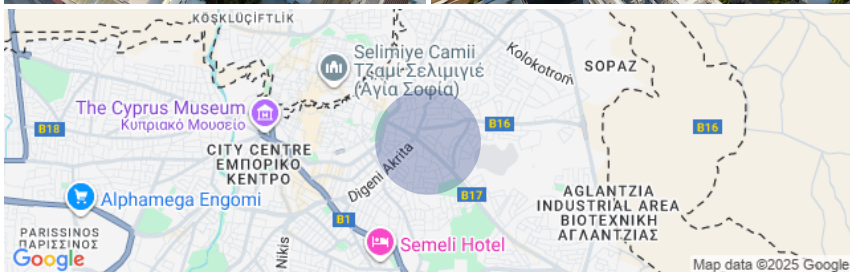 KÖŞKLÜÇİFTLİK
Selimiye Camii
Τζαμί Σελιμιγιέ
(Αγία Σοφία)
Kolokotroni
SOPAZ
The Cyprus Museum
Κυπριακό Μουσείο
B18
B16
B16
CITY CENTRE
ΕΜΠΟΡΙΚΟ
ΚΕΝΤΡΟ
Digeni Akrita
Alphamega Engomi
B17
AGLANTZIA
INDUSTRIAL AREA
ΒΙΟΤΕΧΝΙΚΗ
ΑΓΛΑΝΤΖΙΑΣ
B1
PARISSINOS
ΠΑΡΙΣΣΙΝΟΣ
Nikis
Semeli Hotel
Google
Map data ©2025 Google